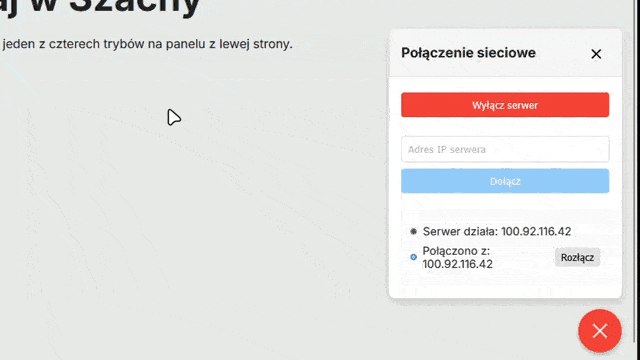 w Szachy
jeden z czterech trybów na panelu z lewej strony.
Połączenie sieciowe
Wyłącz serwer
Adres IP serwera
Dołącz
Serwer działa: 100.92.116.42
Połączono z:
100.92.116.42
Rozłącz